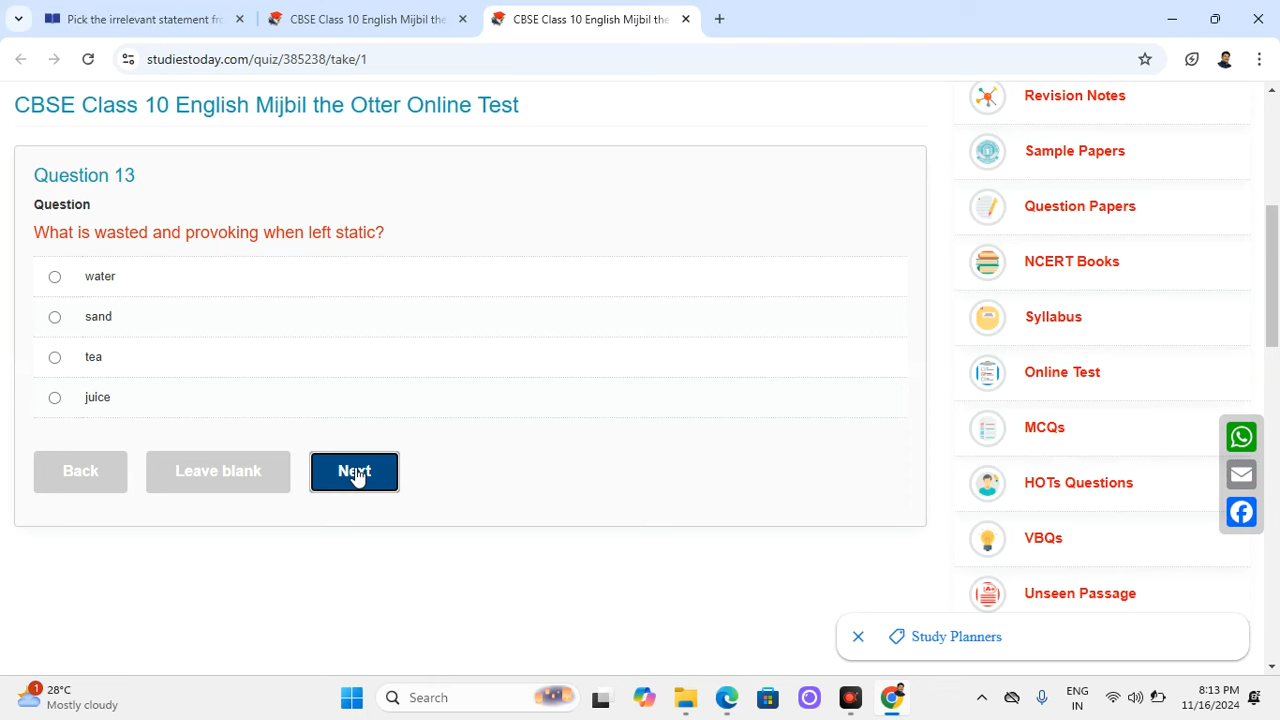 Pick the irrelevant statement fr
CBSE Class 10 English Mijbil the
CBSE Class 10 English Mijbil the
studiestoday.com/quiz/385238/take/1
CBSE Class 10 English Mijbil the Otter Online Test
Question 13
Question
What is wasted and provoking when left static?
water
sand
tea
juice
Back
Leave blank
Next
Revision Notes
Sample Papers
Question Papers
NCERT Books
Syllabus
Online Test
MCQs
HOTs Questions
VBQs
Unseen Passage
Study Planners
1
28°C
Mostly cloudy
Search
ENG
IN
8:13 PM
11/16/2024